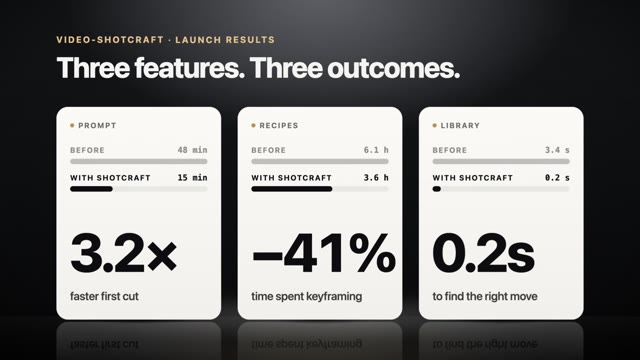 VIDEO-SHOTCRAFT · LAUNCH RESULTS
Three features. Three outcomes.
PROMPT
BEFORE 48 min
WITH SHOTCRAFT 15 min
3.2×
faster first cut
RECIPES
BEFORE 6.1 h
WITH SHOTCRAFT 3.6 h
−41%
time spent keyframing
LIBRARY
BEFORE 3.4 s
WITH SHOTCRAFT 0.2 s
0.2s
to find the right move